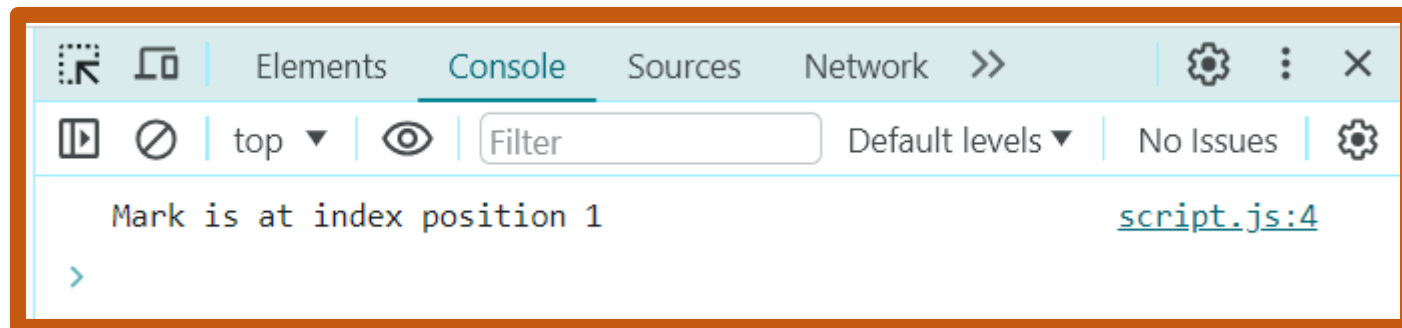 Elements Console Sources Network
top Filter Default levels No Issues
Mark is at index position 1 script.js:4